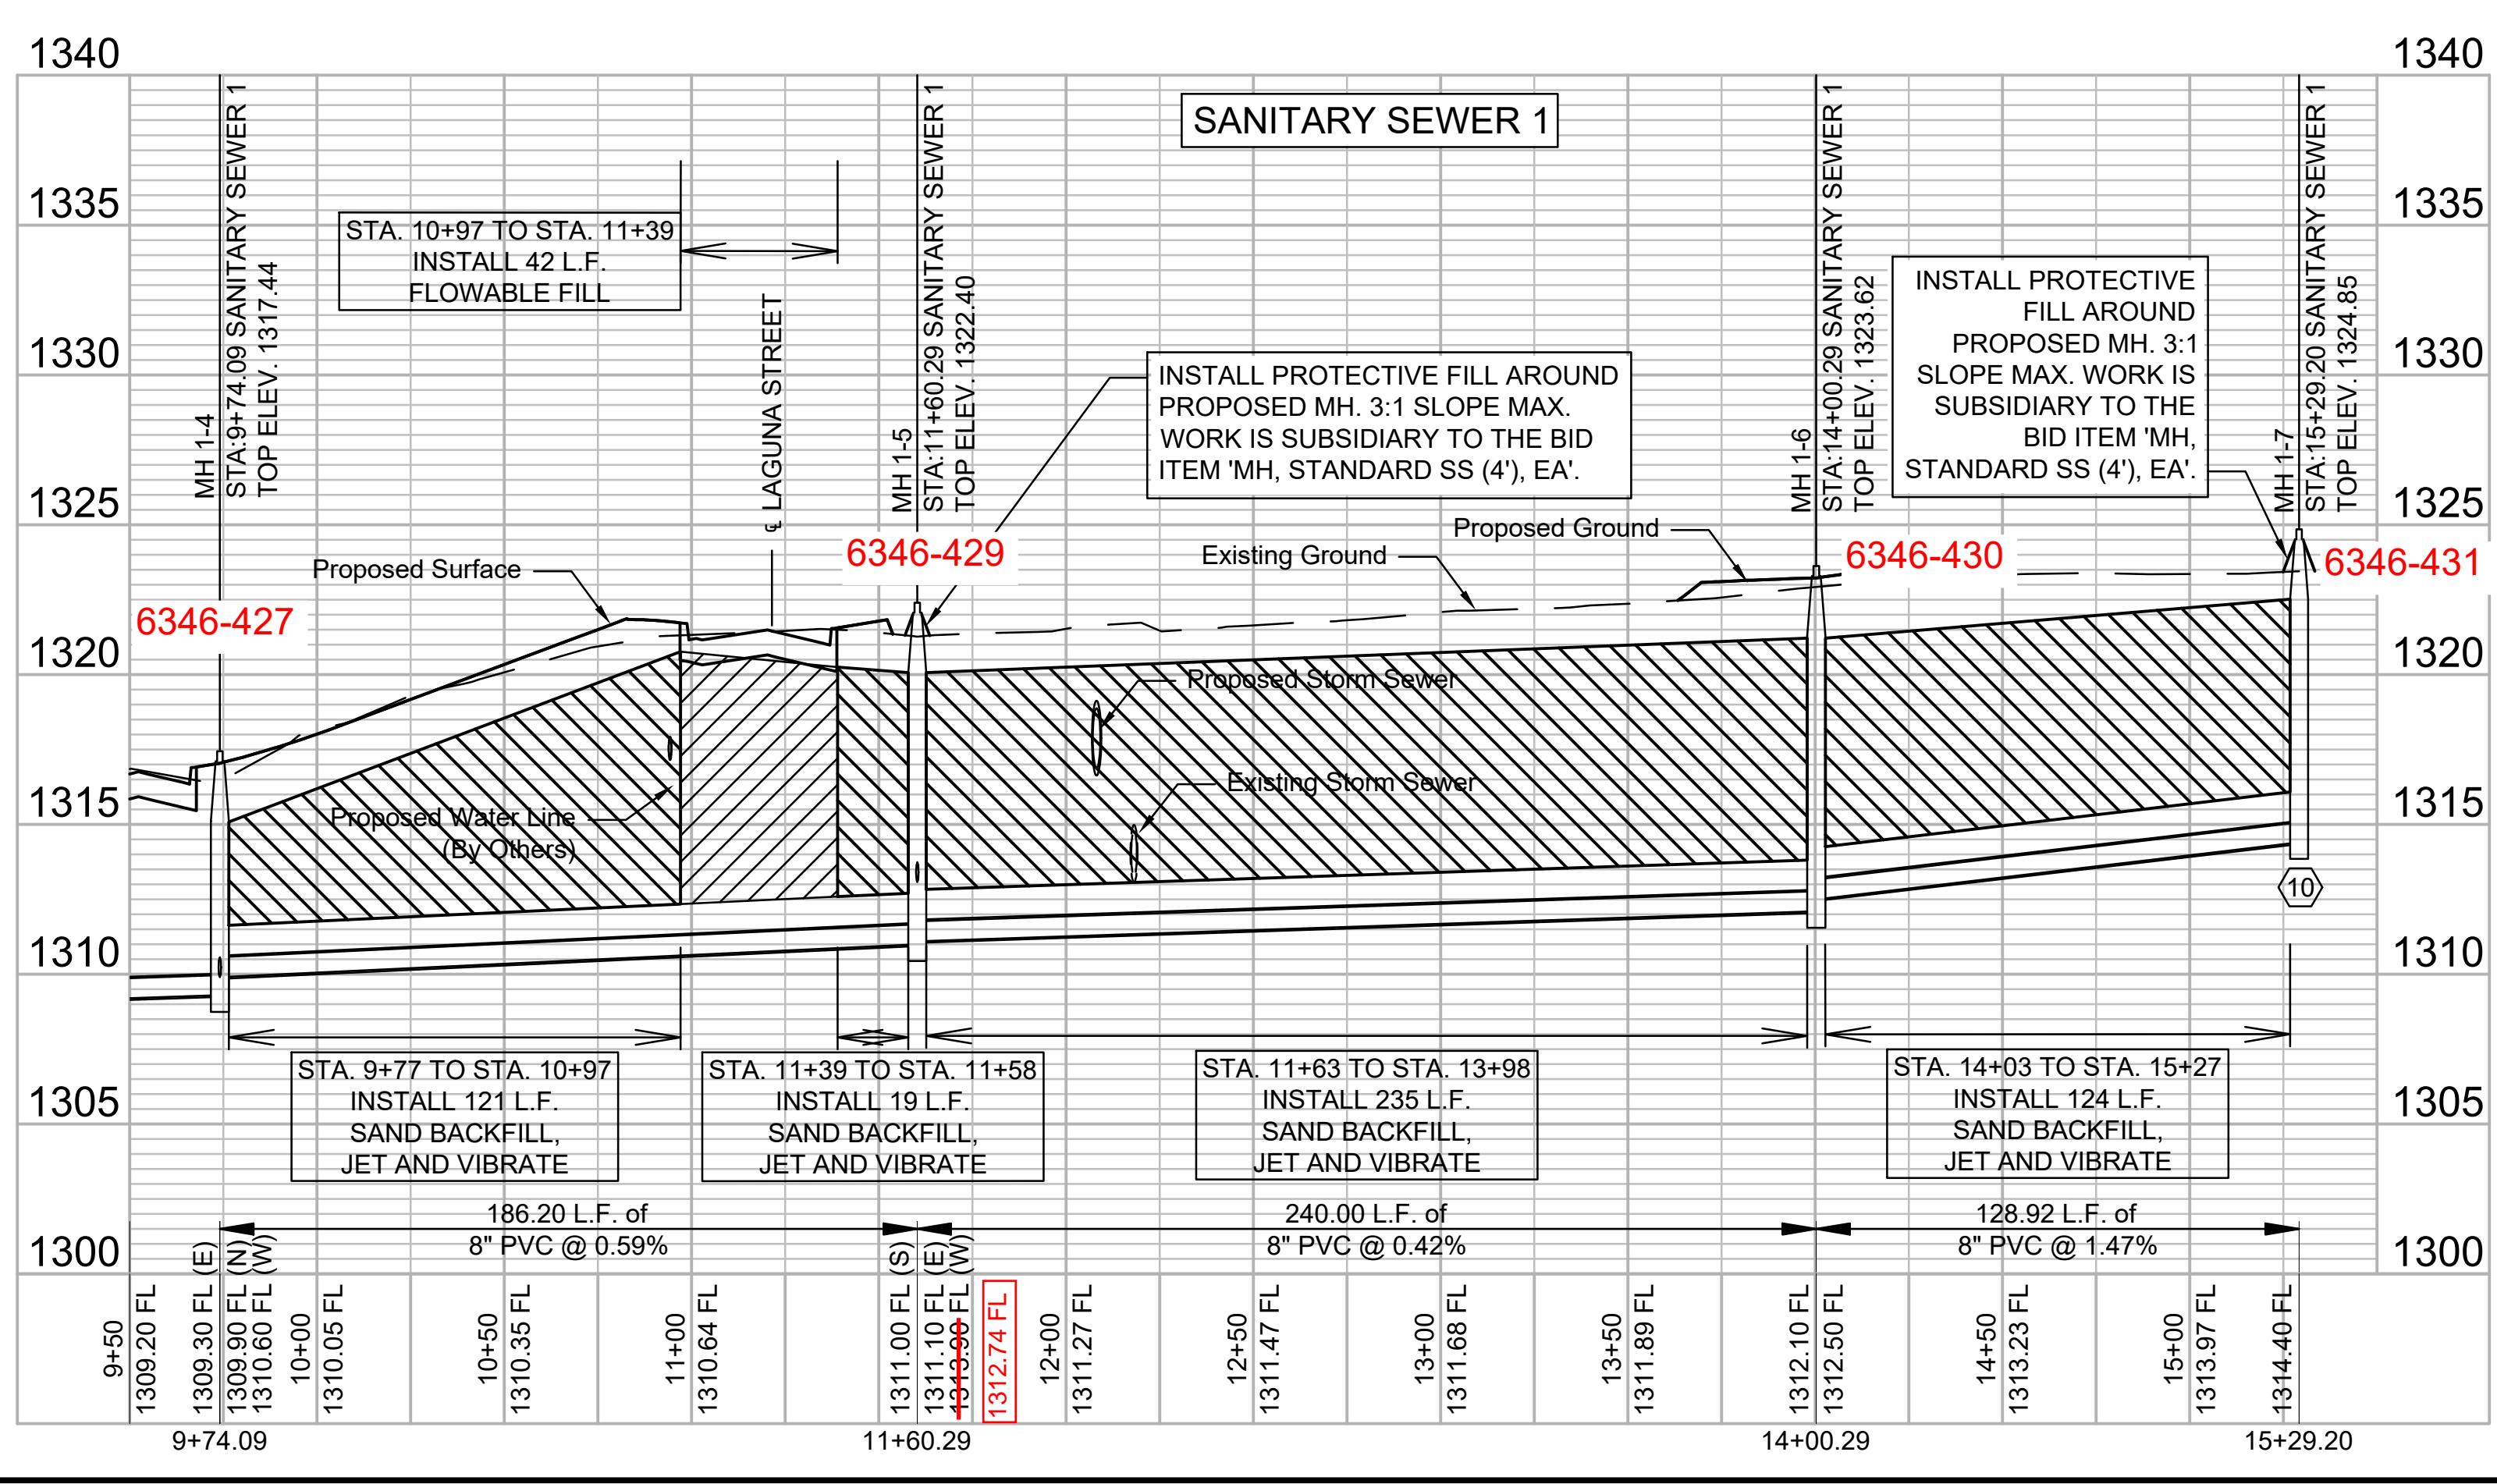 1340
1340
SANITARY SEWER 1
1335
1335
1330
1330
1325
1325
1320
1320
1315
1315
1310
1310
1305
1305
1300
1300
MH 1-4
STA:9+74.09 SANITARY SEWER 1
TOP ELEV. 1317.44
STA. 10+97 TO STA. 11+39
INSTALL 42 L.F.
FLOWABLE FILL
℄ LAGUNA STREET
MH 1-5
STA:11+60.29 SANITARY SEWER 1
TOP ELEV. 1322.40
INSTALL PROTECTIVE FILL AROUND
PROPOSED MH. 3:1 SLOPE MAX.
WORK IS SUBSIDIARY TO THE BID
ITEM 'MH, STANDARD SS (4'), EA'.
MH 1-6
STA:14+00.29 SANITARY SEWER 1
TOP ELEV. 1323.62
INSTALL PROTECTIVE
FILL AROUND
PROPOSED MH. 3:1
SLOPE MAX. WORK IS
SUBSIDIARY TO THE
BID ITEM 'MH,
STANDARD SS (4'), EA'.
MH 1-7
STA:15+29.20 SANITARY SEWER 1
TOP ELEV. 1324.85
6346-427
6346-429
6346-430
6346-431
Proposed Surface
Existing Ground
Proposed Ground
Proposed Storm Sewer
Existing Storm Sewer
Proposed Water Line
(By Others)
10
STA. 9+77 TO STA. 10+97
INSTALL 121 L.F.
SAND BACKFILL,
JET AND VIBRATE
STA. 11+39 TO STA. 11+58
INSTALL 19 L.F.
SAND BACKFILL,
JET AND VIBRATE
STA. 11+63 TO STA. 13+98
INSTALL 235 L.F.
SAND BACKFILL,
JET AND VIBRATE
STA. 14+03 TO STA. 15+27
INSTALL 124 L.F.
SAND BACKFILL,
JET AND VIBRATE
186.20 L.F. of
8" PVC @ 0.59%
240.00 L.F. of
8" PVC @ 0.42%
128.92 L.F. of
8" PVC @ 1.47%
9+50
1309.20 FL
1309.30 FL (E)
1309.90 FL (N)
1310.60 FL (W)
10+00
1310.05 FL
10+50
1310.35 FL
11+00
1310.64 FL
1311.00 FL (S)
1311.10 FL (E)
1313.90 FL (W)
1312.74 FL
12+00
1311.27 FL
12+50
1311.47 FL
13+00
1311.68 FL
13+50
1311.89 FL
1312.10 FL
1312.50 FL
14+50
1313.23 FL
15+00
1313.97 FL
1314.40 FL
9+74.09
11+60.29
14+00.29
15+29.20